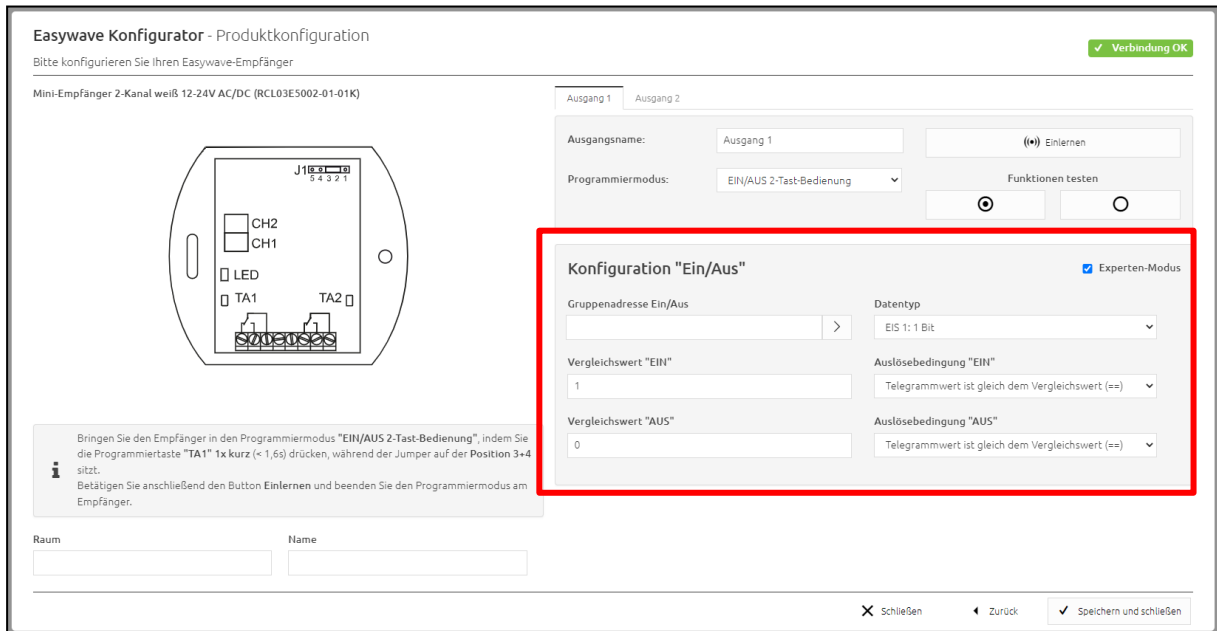 Easywave Konfigurator - Produktkonfiguration
Bitte konfigurieren Sie Ihren Easywave-Empfänger
Verbindung OK
Mini-Empfänger 2-Kanal weiß 12-24V AC/DC (RCL03E5002-01-01K)
J1
5 4 3 2 1
CH2
CH1
LED
TA1
TA2
Bringen Sie den Empfänger in den Programmiermodus "EIN/AUS 2-Tast-Bedienung", indem Sie
die Programmiertaste "TA1" 1x kurz (< 1,6s) drücken, während der Jumper auf der Position 3+4
sitzt.
Betätigen Sie anschließend den Button Einlernen und beenden Sie den Programmiermodus am
Empfänger.
Raum
Name
Ausgang 1
Ausgang 2
Ausgangsname:
Ausgang 1
Einlernen
Programmiermodus:
EIN/AUS 2-Tast-Bedienung
Funktionen testen
Konfiguration "Ein/Aus"
Experten-Modus
Gruppenadresse Ein/Aus
Datentyp
EIS 1: 1 Bit
Vergleichswert "EIN"
Auslösebedingung "EIN"
1
Telegrammwert ist gleich dem Vergleichswert (==)
Vergleichswert "AUS"
Auslösebedingung "AUS"
0
Telegrammwert ist gleich dem Vergleichswert (==)
Schließen
Zurück
Speichern und schließen